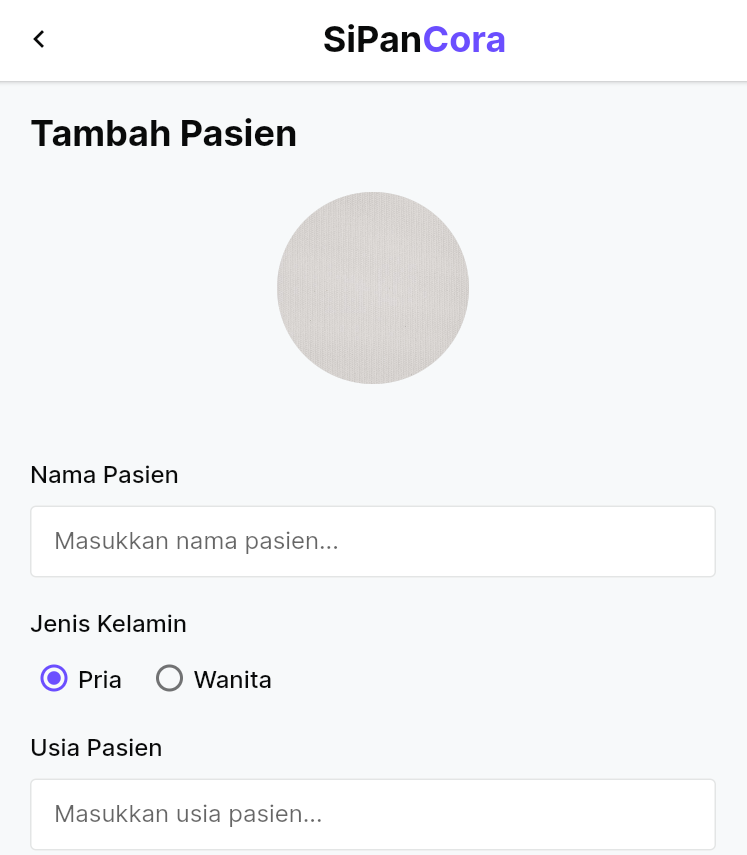 SiPanCora
Tambah Pasien
Nama Pasien
Masukkan nama pasien...
Jenis Kelamin
Pria Wanita
Usia Pasien
Masukkan usia pasien...